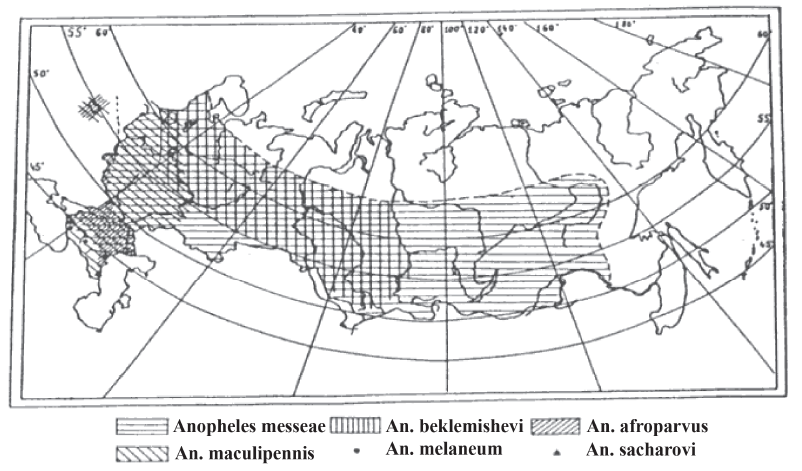 55° 60° 40° 60° 80° 100° 120° 140° 160° 180°
60°
50°
55°
45°
50°
45°
Anopheles messeae An. beklemishevi An. afroparvus
An. maculipennis An. melaneum An. sacharovi